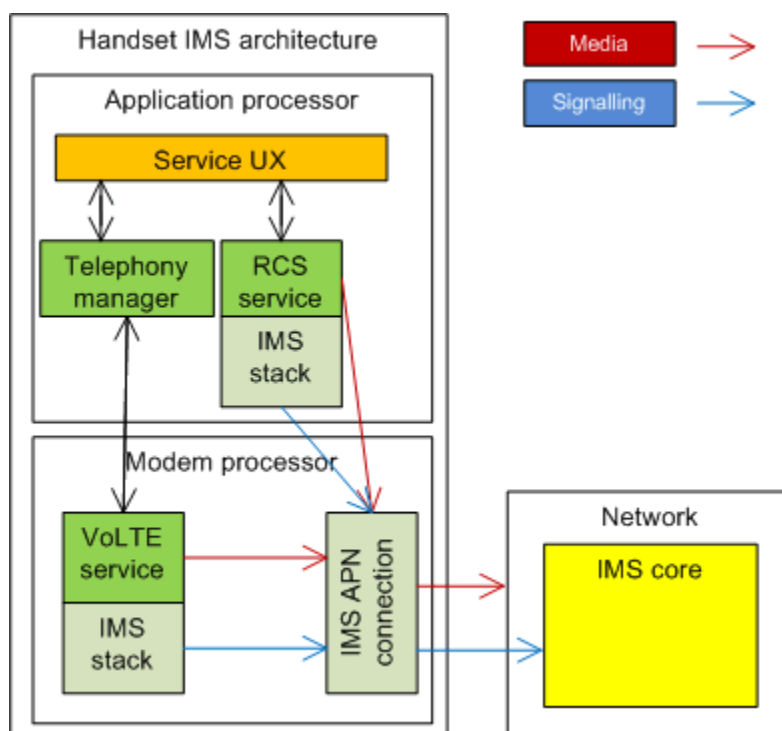 Handset IMS architecture
Media
Application processor
Signalling
Service UX
Telephony
manager
RCS
service
IMS
stack
Modem processor
VoLTE
service
IMS
stack
IMS APN
connection
Network
IMS core